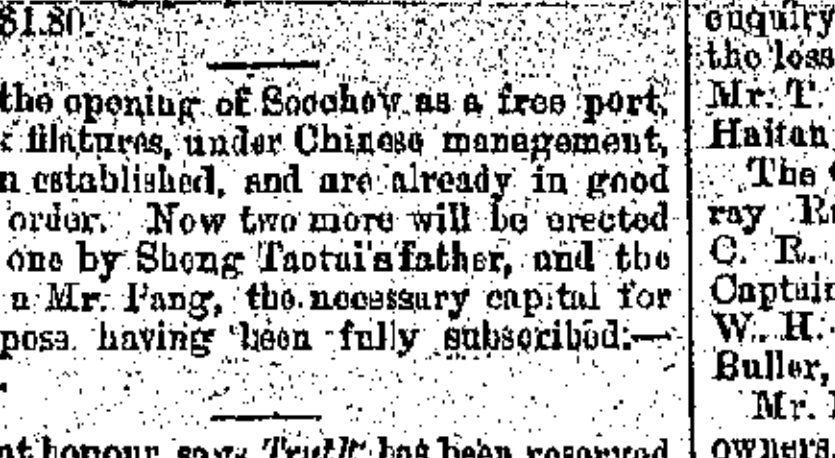 $1.80.
the opening of Soochow as a free port,
filatures, under Chinese management,
n established, and are already in good
order. Now two more will be erected
one by Sheng Taotai's father, and the
a Mr. Pang, the necessary capital for
pose having been fully subscribed.—
nt honour, says Truth has been reserved
enquiry
the loss
Mr. T.
Haitan
The
ray
C. R.
Captain
W. H.
Buller,
Mr.
owners